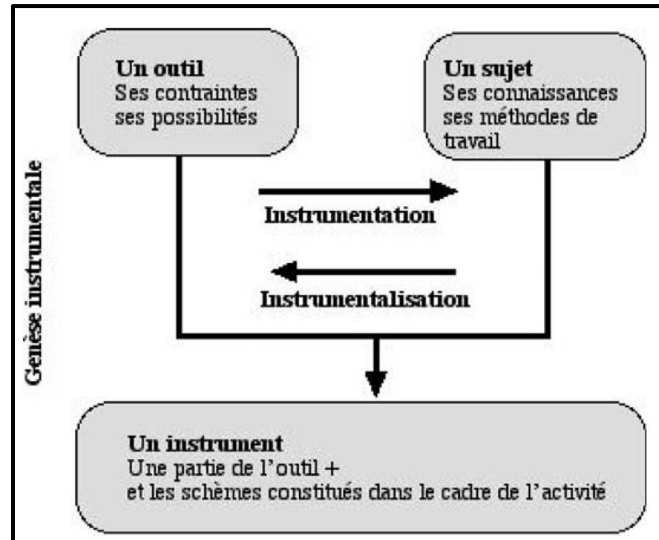 Genèse instrumentale
Un outil
Ses contraintes
ses possibilités
Un sujet
Ses connaissances
ses méthodes de
travail
Instrumentation
Instrumentalisation
Un instrument
Une partie de l'outil +
et les schèmes constitués dans le cadre de l'activité